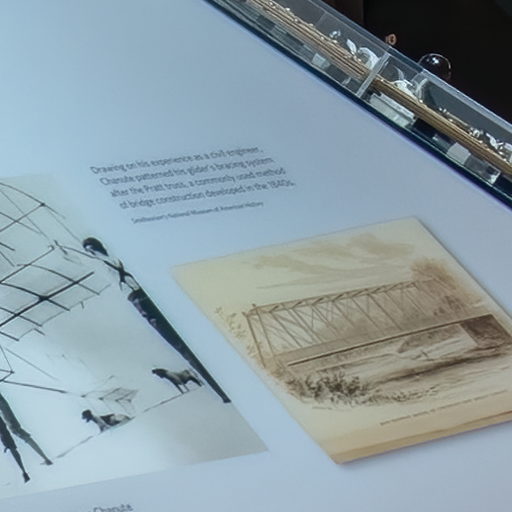 Drawing on his experience as a civil engineer,
Chanute patterned his glider's bracing system
after the Pratt truss, a commonly used method
of bridge construction developed in the 1840s.
Smithsonian's National Museum of American History
Chanute